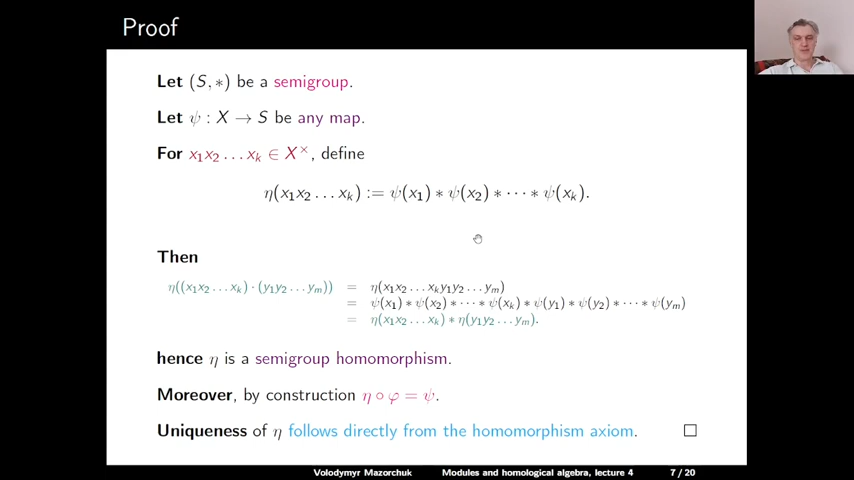 Proof
Let (S, ∗) be a semigroup.
Let ψ : X → S be any map.
For x₁x₂ … xₖ ∈ X^×, define
η(x₁x₂ … xₖ) := ψ(x₁) ∗ ψ(x₂) ∗ ⋯ ∗ ψ(xₖ).
Then
η((x₁x₂ … xₖ) · (y₁y₂ … yₘ)) = η(x₁x₂ … xₖy₁y₂ … yₘ)
= ψ(x₁) ∗ ψ(x₂) ∗ ⋯ ∗ ψ(xₖ) ∗ ψ(y₁) ∗ ψ(y₂) ∗ ⋯ ∗ ψ(yₘ)
= η(x₁x₂ … xₖ) ∗ η(y₁y₂ … yₘ).
hence η is a semigroup homomorphism.
Moreover, by construction η ∘ φ = ψ.
Uniqueness of η follows directly from the homomorphism axiom. □
Volodymyr Mazorchuk Modules and homological algebra, lecture 4 7 / 20